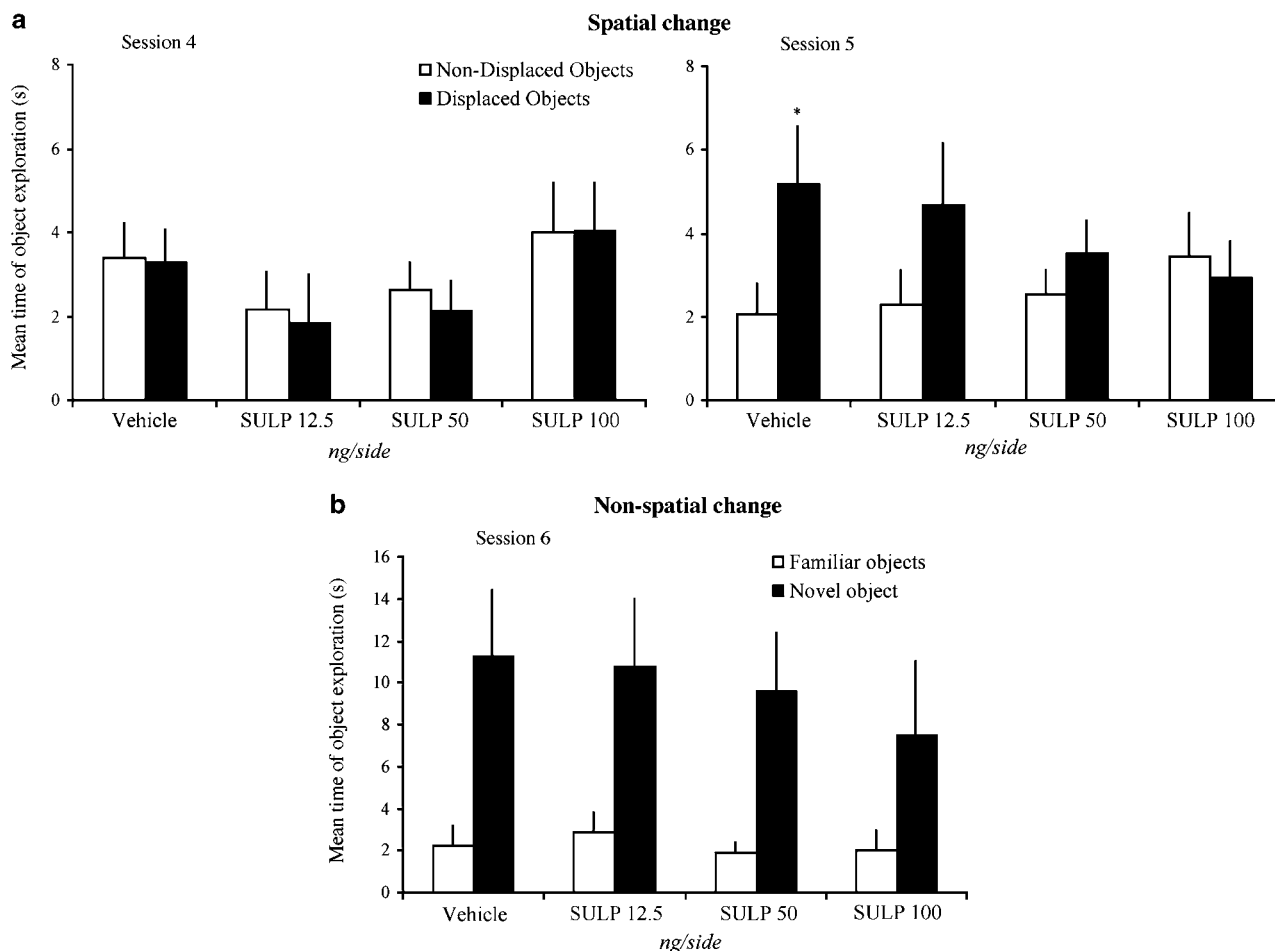 a
Spatial change
Session 4
Session 5
Non-Displaced Objects
Displaced Objects
Mean time of object exploration (s)
8
6
4
2
0
Vehicle SULP 12.5 SULP 50 SULP 100
ng/side
8
6
4
2
0
*
Vehicle SULP 12.5 SULP 50 SULP 100
ng/side
b
Non-spatial change
Session 6
Familiar objects
Novel object
Mean time of object exploration (s)
16
14
12
10
8
6
4
2
0
Vehicle SULP 12.5 SULP 50 SULP 100
ng/side